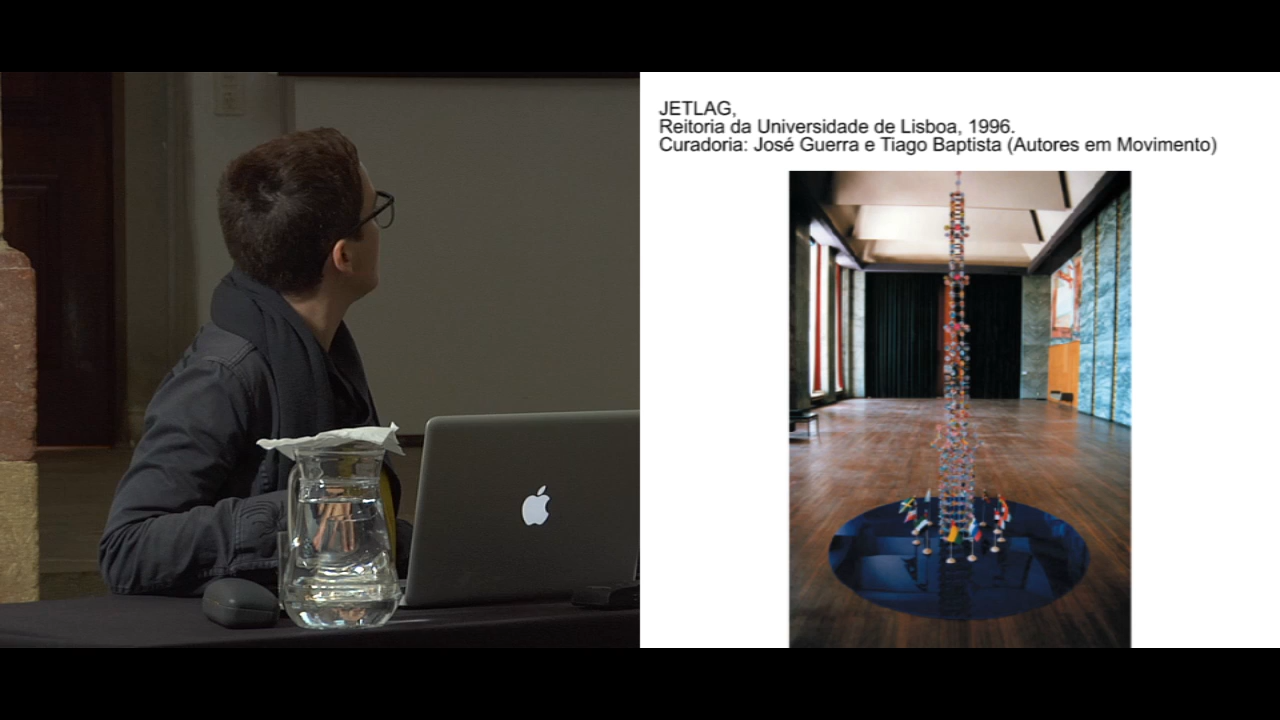 JETLAG,
Reitoria da Universidade de Lisboa, 1996.
Curadoria: José Guerra e Tiago Baptista (Autores em Movimento)